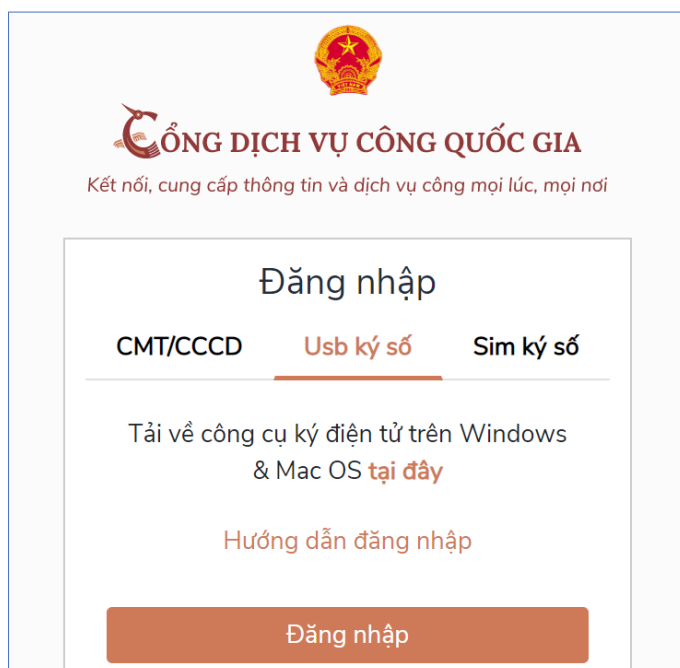 CỔNG DỊCH VỤ CÔNG QUỐC GIA
Kết nối, cung cấp thông tin và dịch vụ công mọi lúc, mọi nơi
Đăng nhập
CMT/CCCD Usb ký số Sim ký số
Tải về công cụ ký điện tử trên Windows
& Mac OS tại đây
Hướng dẫn đăng nhập
Đăng nhập